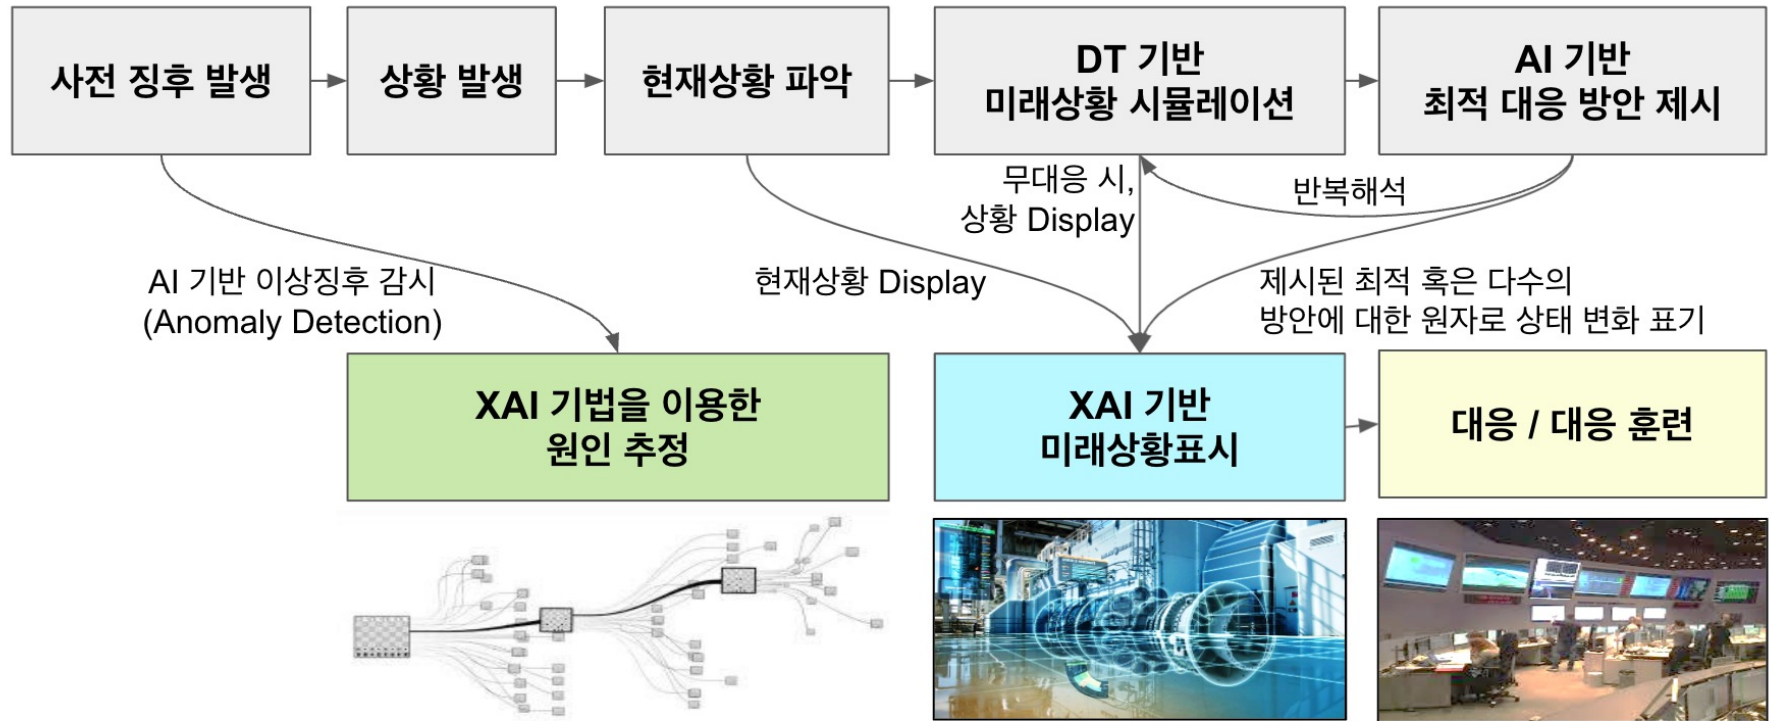 사전 징후 발생
상황 발생
현재상황 파악
DT 기반
미래상황 시뮬레이션
AI 기반
최적 대응 방안 제시
무대응 시,
상황 Display
반복해석
AI 기반 이상징후 감시
(Anomaly Detection)
현재상황 Display
제시된 최적 혹은 다수의
방안에 대한 원자로 상태 변화 표기
XAI 기법을 이용한
원인 추정
XAI 기반
미래상황표시
대응 / 대응 훈련